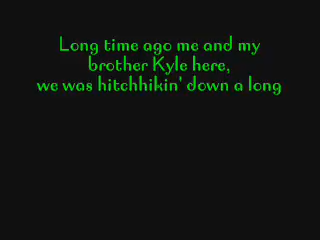 Long time ago me and my
brother Kyle here,
we was hitchhikin' down a long